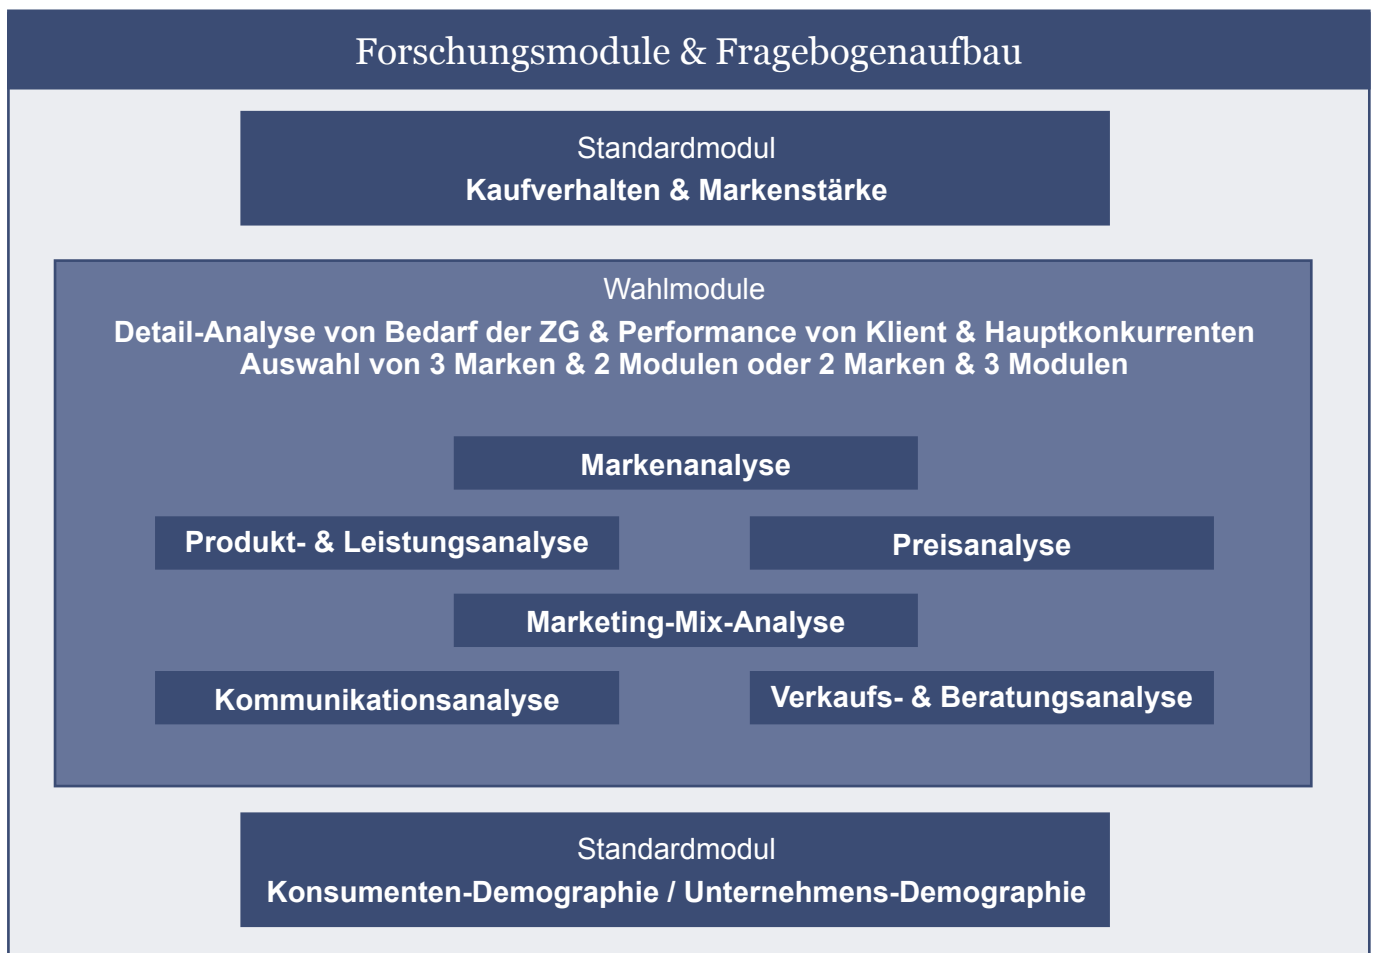 Forschungsmodule & Fragebogenaufbau
Standardmodul
Kaufverhalten & Markenstärke
Wahlmodule
Detail-Analyse von Bedarf der ZG & Performance von Klient & Hauptkonkurrenten
Auswahl von 3 Marken & 2 Modulen oder 2 Marken & 3 Modulen
Markenanalyse
Produkt- & Leistungsanalyse
Preisanalyse
Marketing-Mix-Analyse
Kommunikationsanalyse
Verkaufs- & Beratungsanalyse
Standardmodul
Konsumenten-Demographie / Unternehmens-Demographie